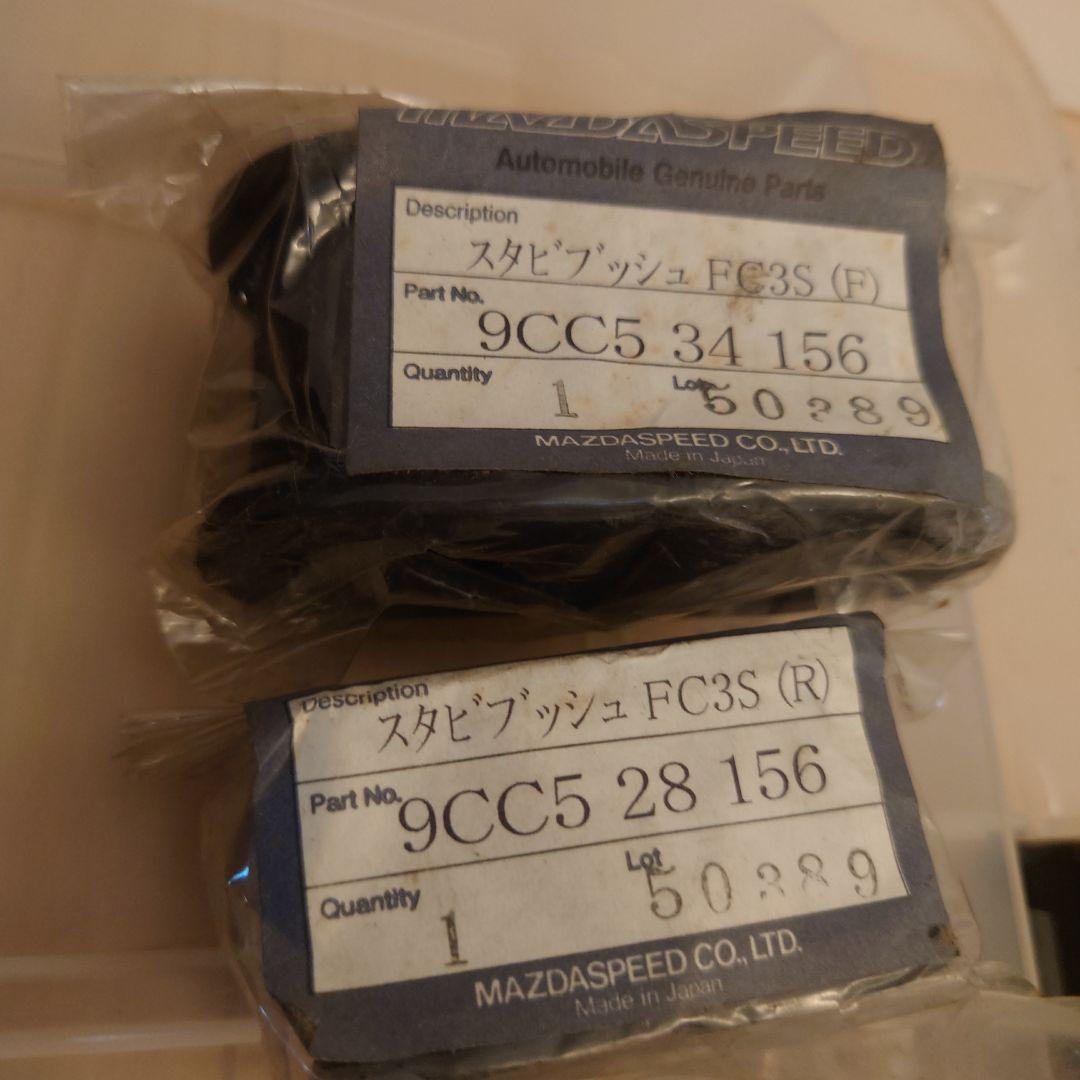 MAZDASPEED
Automobile Genuine Parts
Description
スタビブッシュ FC3S (F)
Part No.
9CC5 34 156
Quantity 1 Lot 50389
MAZDASPEED CO., LTD.
Made in Japan
Description
スタビブッシュ FC3S (R)
Part No. 9CC5 28 156
Quantity 1 Lot 50389
MAZDASPEED CO., LTD.
Made in Japan